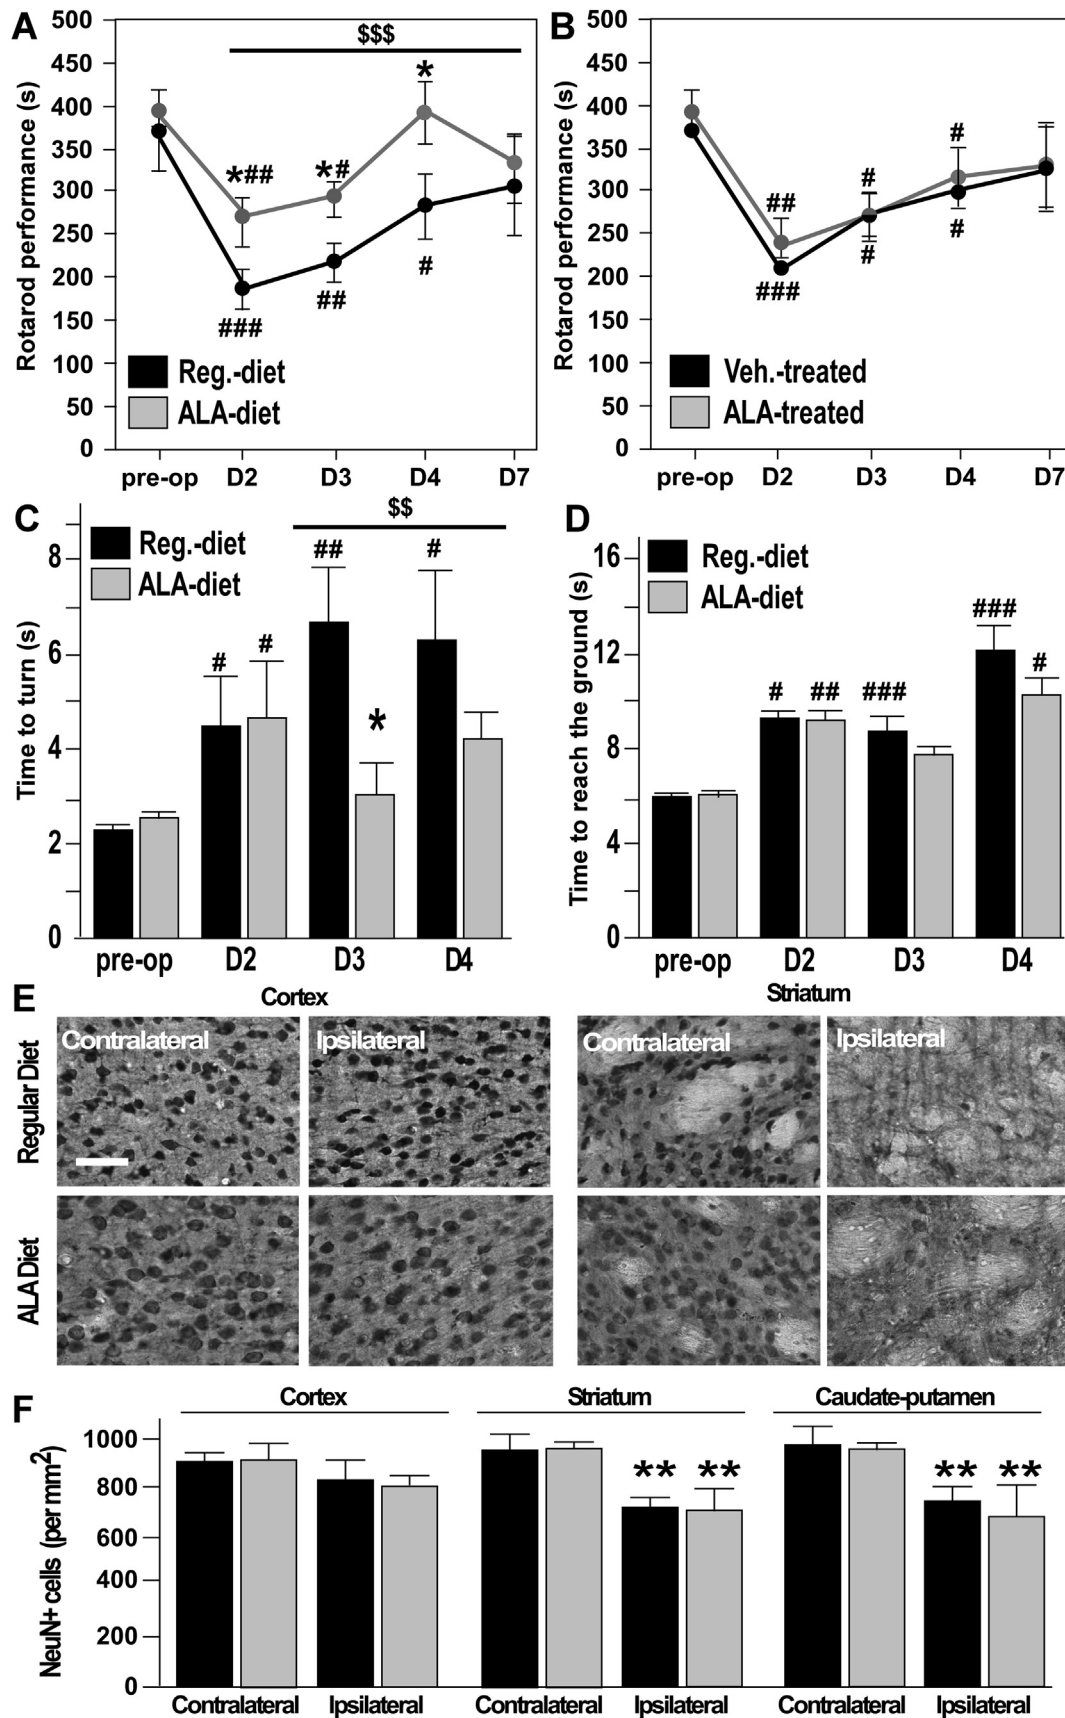 A
Rotarod performance (s)
500
450
400
350
300
250
200
150
100
50
0
$$$
*##
*#
*
###
##
#
Reg.-diet
ALA-diet
pre-op D2 D3 D4 D7
B
Rotarod performance (s)
500
450
400
350
300
250
200
150
100
50
0
##
#
#
###
#
#
Veh.-treated
ALA-treated
pre-op D2 D3 D4 D7
C
Time to turn (s)
8
6
4
2
0
Reg.-diet
ALA-diet
$$
# # ## * #
pre-op D2 D3 D4
D
Time to reach the ground (s)
16
12
8
4
0
Reg.-diet
ALA-diet
# ## ### ### #
pre-op D2 D3 D4
E
Cortex Striatum
Regular Diet
Contralateral Ipsilateral Contralateral Ipsilateral
ALA Diet
F
Cortex Striatum Caudate-putamen
NeuN+ cells (per mm²)
1000
800
600
400
200
0
** ** ** **
Contralateral Ipsilateral Contralateral Ipsilateral Contralateral Ipsilateral